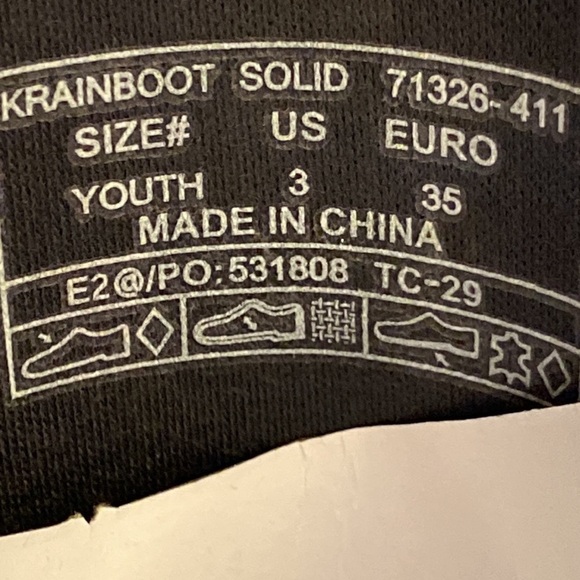 KRAINBOOT SOLID 71326-411
SIZE# US EURO
YOUTH 3 35
MADE IN CHINA
E2@/PO:531808 TC-29